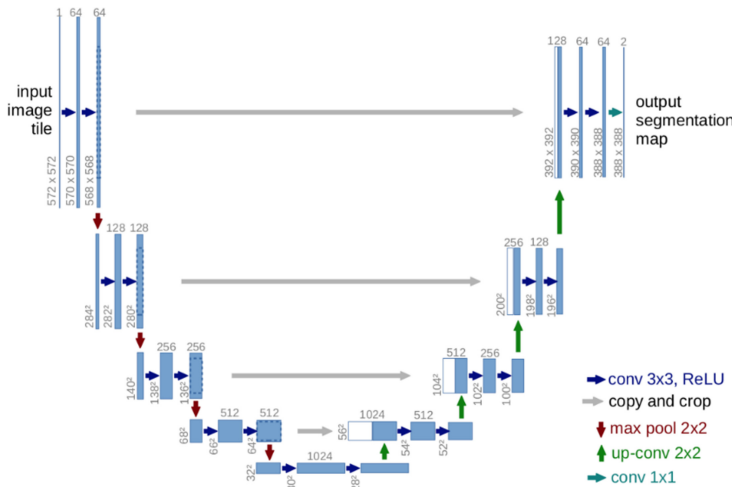 1 64 64
128 64 64 2
input
image
tile
output
segmentation
map
572 x 572
570 x 570
568 x 568
392 x 392
390 x 390
388 x 388
388 x 388
128 128
256 128
284²
282²
280²
200²
198²
196²
256 256
512 256
140²
138²
136²
104²
102²
100²
512 512
1024 512
68²
66²
64²
56²
54²
52²
1024
32²
conv 3x3, ReLU
copy and crop
max pool 2x2
up-conv 2x2
conv 1x1